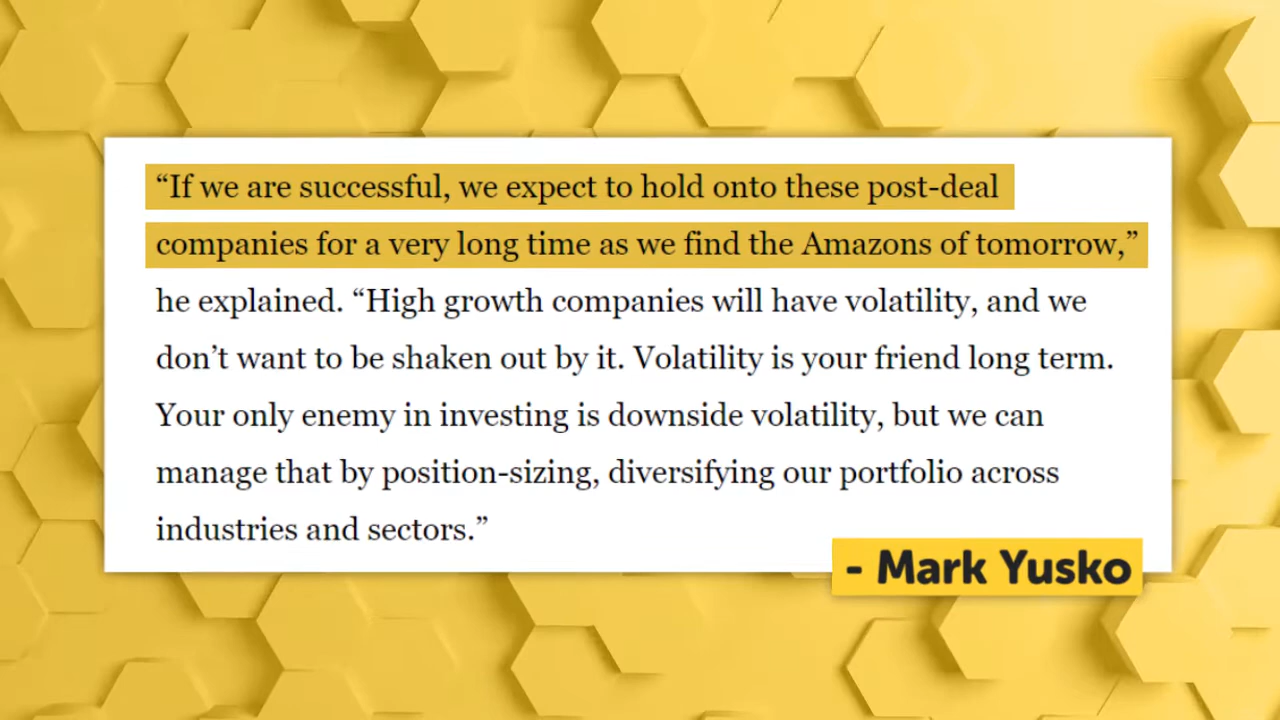 “If we are successful, we expect to hold onto these post-deal
companies for a very long time as we find the Amazons of tomorrow,”
he explained. “High growth companies will have volatility, and we
don’t want to be shaken out by it. Volatility is your friend long term.
Your only enemy in investing is downside volatility, but we can
manage that by position-sizing, diversifying our portfolio across
industries and sectors.”
- Mark Yusko